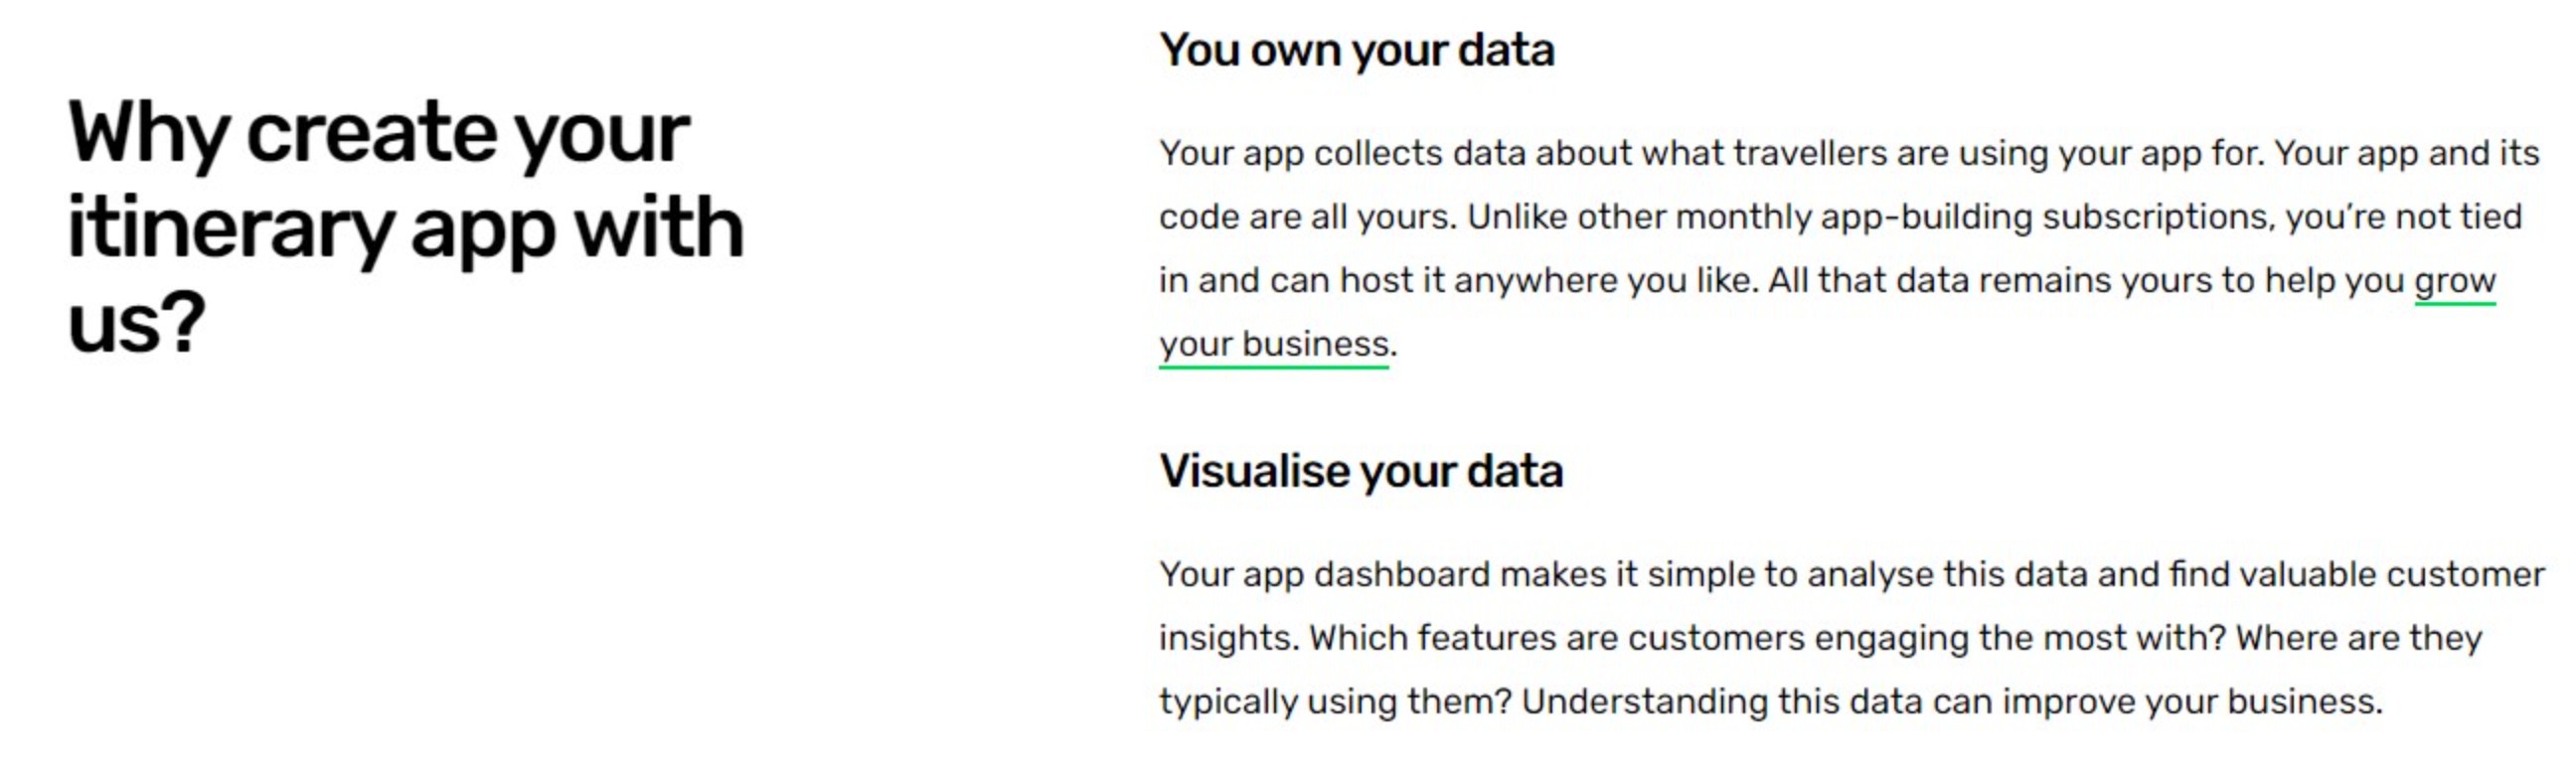 Why create your
itinerary app with
us?
You own your data
Your app collects data about what travellers are using your app for. Your app and its
code are all yours. Unlike other monthly app-building subscriptions, you’re not tied
in and can host it anywhere you like. All that data remains yours to help you grow
your business.
Visualise your data
Your app dashboard makes it simple to analyse this data and find valuable customer
insights. Which features are customers engaging the most with? Where are they
typically using them? Understanding this data can improve your business.